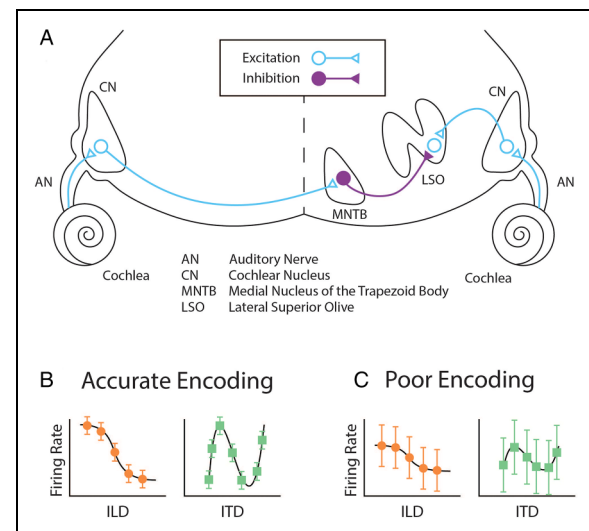 A
Excitation
Inhibition
CN
CN
AN
AN
LSO
MNTB
Cochlea
Cochlea
AN Auditory Nerve
CN Cochlear Nucleus
MNTB Medial Nucleus of the Trapezoid Body
LSO Lateral Superior Olive
B Accurate Encoding
C Poor Encoding
Firing Rate
ILD
ITD
Firing Rate
ILD
ITD